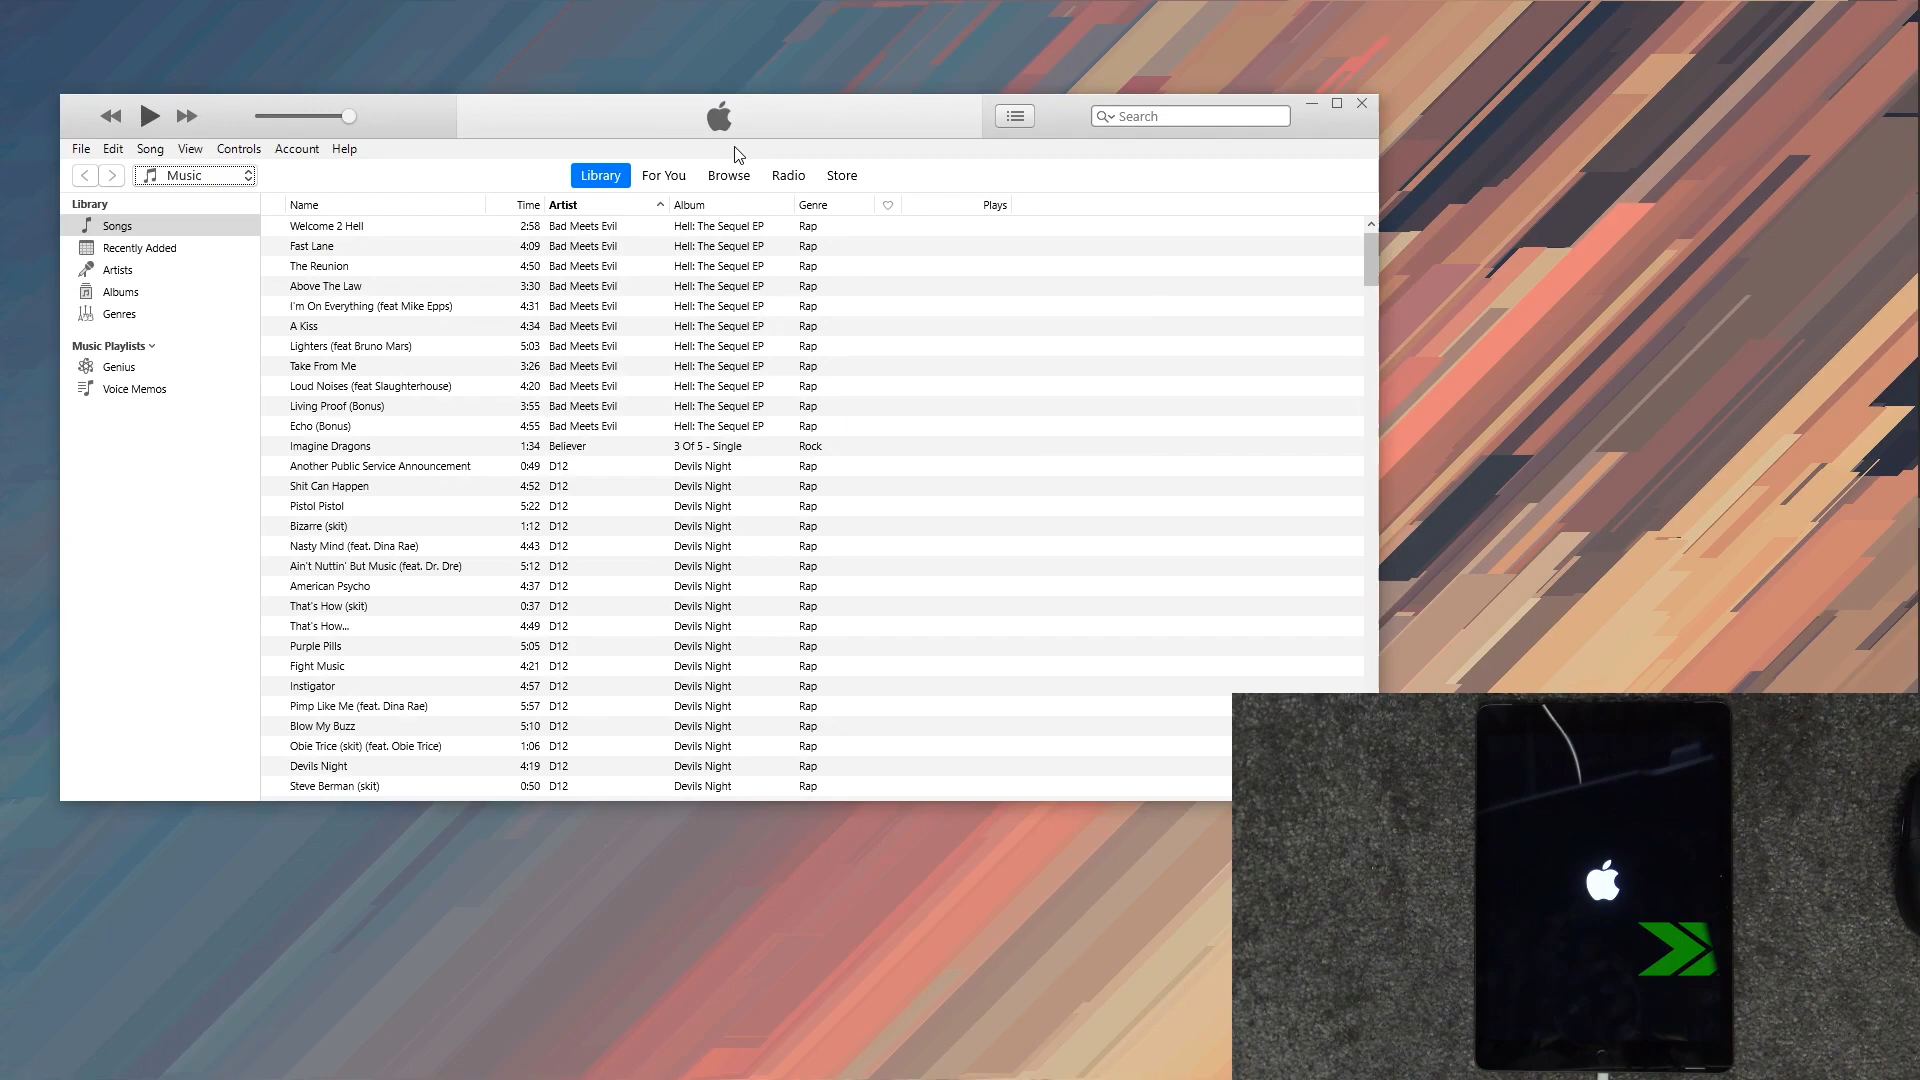 Search
File Edit Song View Controls Account Help
Music Library For You Browse Radio Store
Library
Songs
Recently Added
Artists
Albums
Genres
Music Playlists
Genius
Voice Memos
Name Time Artist Album Genre Plays
Welcome 2 Hell 2:58 Bad Meets Evil Hell: The Sequel EP Rap
Fast Lane 4:09 Bad Meets Evil Hell: The Sequel EP Rap
The Reunion 4:50 Bad Meets Evil Hell: The Sequel EP Rap
Above The Law 3:30 Bad Meets Evil Hell: The Sequel EP Rap
I'm On Everything (feat Mike Epps) 4:31 Bad Meets Evil Hell: The Sequel EP Rap
A Kiss 4:34 Bad Meets Evil Hell: The Sequel EP Rap
Lighters (feat Bruno Mars) 5:03 Bad Meets Evil Hell: The Sequel EP Rap
Take From Me 3:26 Bad Meets Evil Hell: The Sequel EP Rap
Loud Noises (feat Slaughterhouse) 4:20 Bad Meets Evil Hell: The Sequel EP Rap
Living Proof (Bonus) 3:55 Bad Meets Evil Hell: The Sequel EP Rap
Echo (Bonus) 4:55 Bad Meets Evil Hell: The Sequel EP Rap
Imagine Dragons 1:34 Believer 3 Of 5 - Single Rock
Another Public Service Announcement 0:49 D12 Devils Night Rap
Shit Can Happen 4:52 D12 Devils Night Rap
Pistol Pistol 5:22 D12 Devils Night Rap
Bizarre (skit) 1:12 D12 Devils Night Rap
Nasty Mind (feat. Dina Rae) 4:43 D12 Devils Night Rap
Ain't Nuttin' But Music (feat. Dr. Dre) 5:12 D12 Devils Night Rap
American Psycho 4:37 D12 Devils Night Rap
That's How (skit) 0:37 D12 Devils Night Rap
That's How... 4:49 D12 Devils Night Rap
Purple Pills 5:05 D12 Devils Night Rap
Fight Music 4:21 D12 Devils Night Rap
Instigator 4:57 D12 Devils Night Rap
Pimp Like Me (feat. Dina Rae) 5:57 D12 Devils Night Rap
Blow My Buzz 5:10 D12 Devils Night Rap
Obie Trice (skit) (feat. Obie Trice) 1:06 D12 Devils Night Rap
Devils Night 4:19 D12 Devils Night Rap
Steve Berman (skit) 0:50 D12 Devils Night Rap